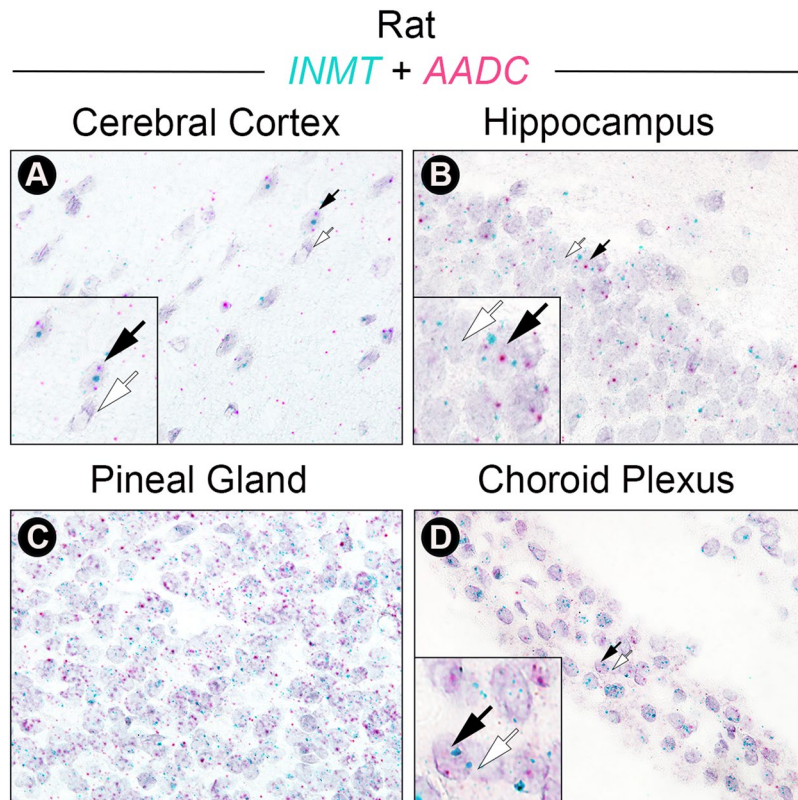 Rat
INMT + AADC
Cerebral Cortex
Hippocampus
A
B
Pineal Gland
Choroid Plexus
C
D